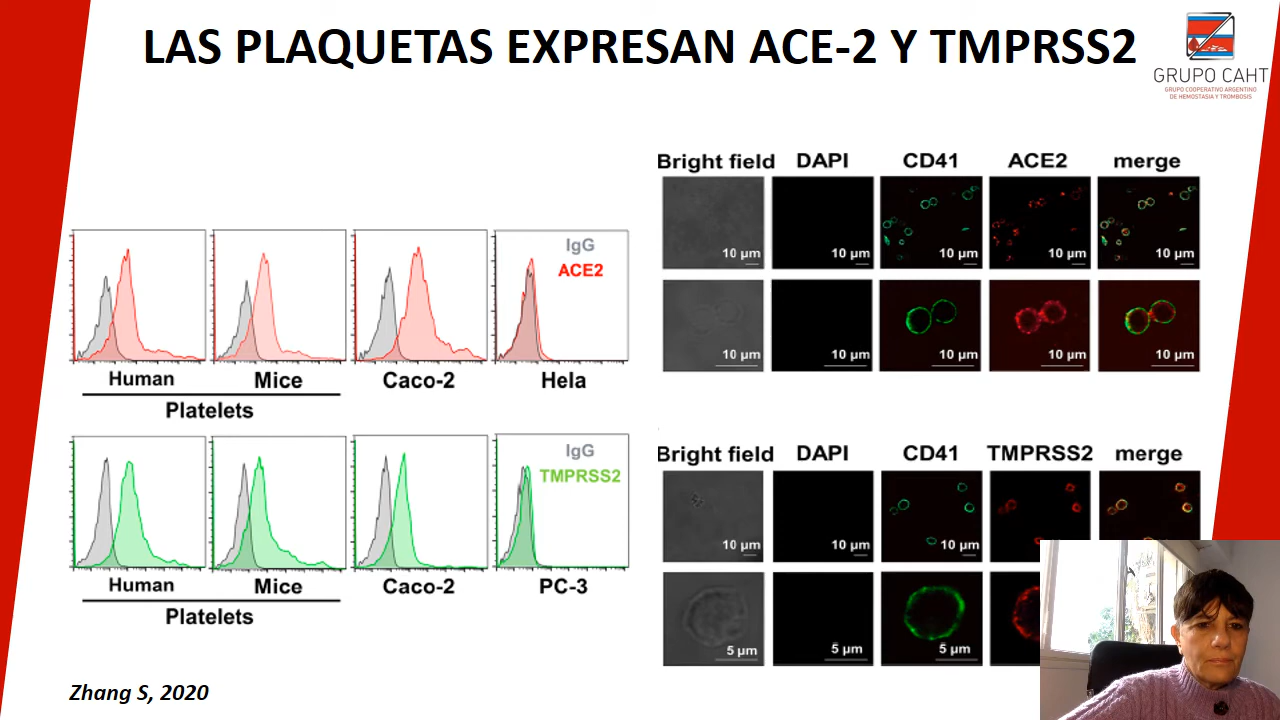 LAS PLAQUETAS EXPRESAN ACE-2 Y TMPRSS2
GRUPO CAHT
GRUPO COOPERATIVO ARGENTINO
DE HEMOSTASIA Y TROMBOSIS
IgG
ACE2
Human
Mice
Caco-2
Hela
Platelets
IgG
TMPRSS2
Human
Mice
Caco-2
PC-3
Platelets
Bright field DAPI CD41 ACE2 merge
10 µm 10 µm 10 µm 10 µm 10 µm
10 µm 10 µm 10 µm 10 µm 10 µm
Bright field DAPI CD41 TMPRSS2 merge
10 µm 10 µm 10 µm
5 µm 5 µm 5 µm
Zhang S, 2020